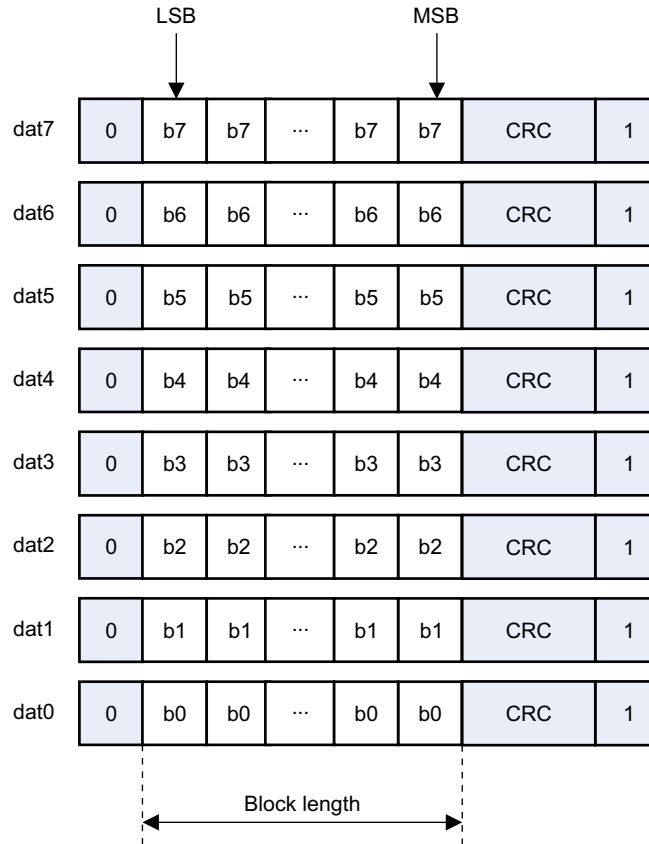 LSB MSB
dat7 0 b7 b7 ... b7 b7 CRC 1
dat6 0 b6 b6 ... b6 b6 CRC 1
dat5 0 b5 b5 ... b5 b5 CRC 1
dat4 0 b4 b4 ... b4 b4 CRC 1
dat3 0 b3 b3 ... b3 b3 CRC 1
dat2 0 b2 b2 ... b2 b2 CRC 1
dat1 0 b1 b1 ... b1 b1 CRC 1
dat0 0 b0 b0 ... b0 b0 CRC 1
Block length